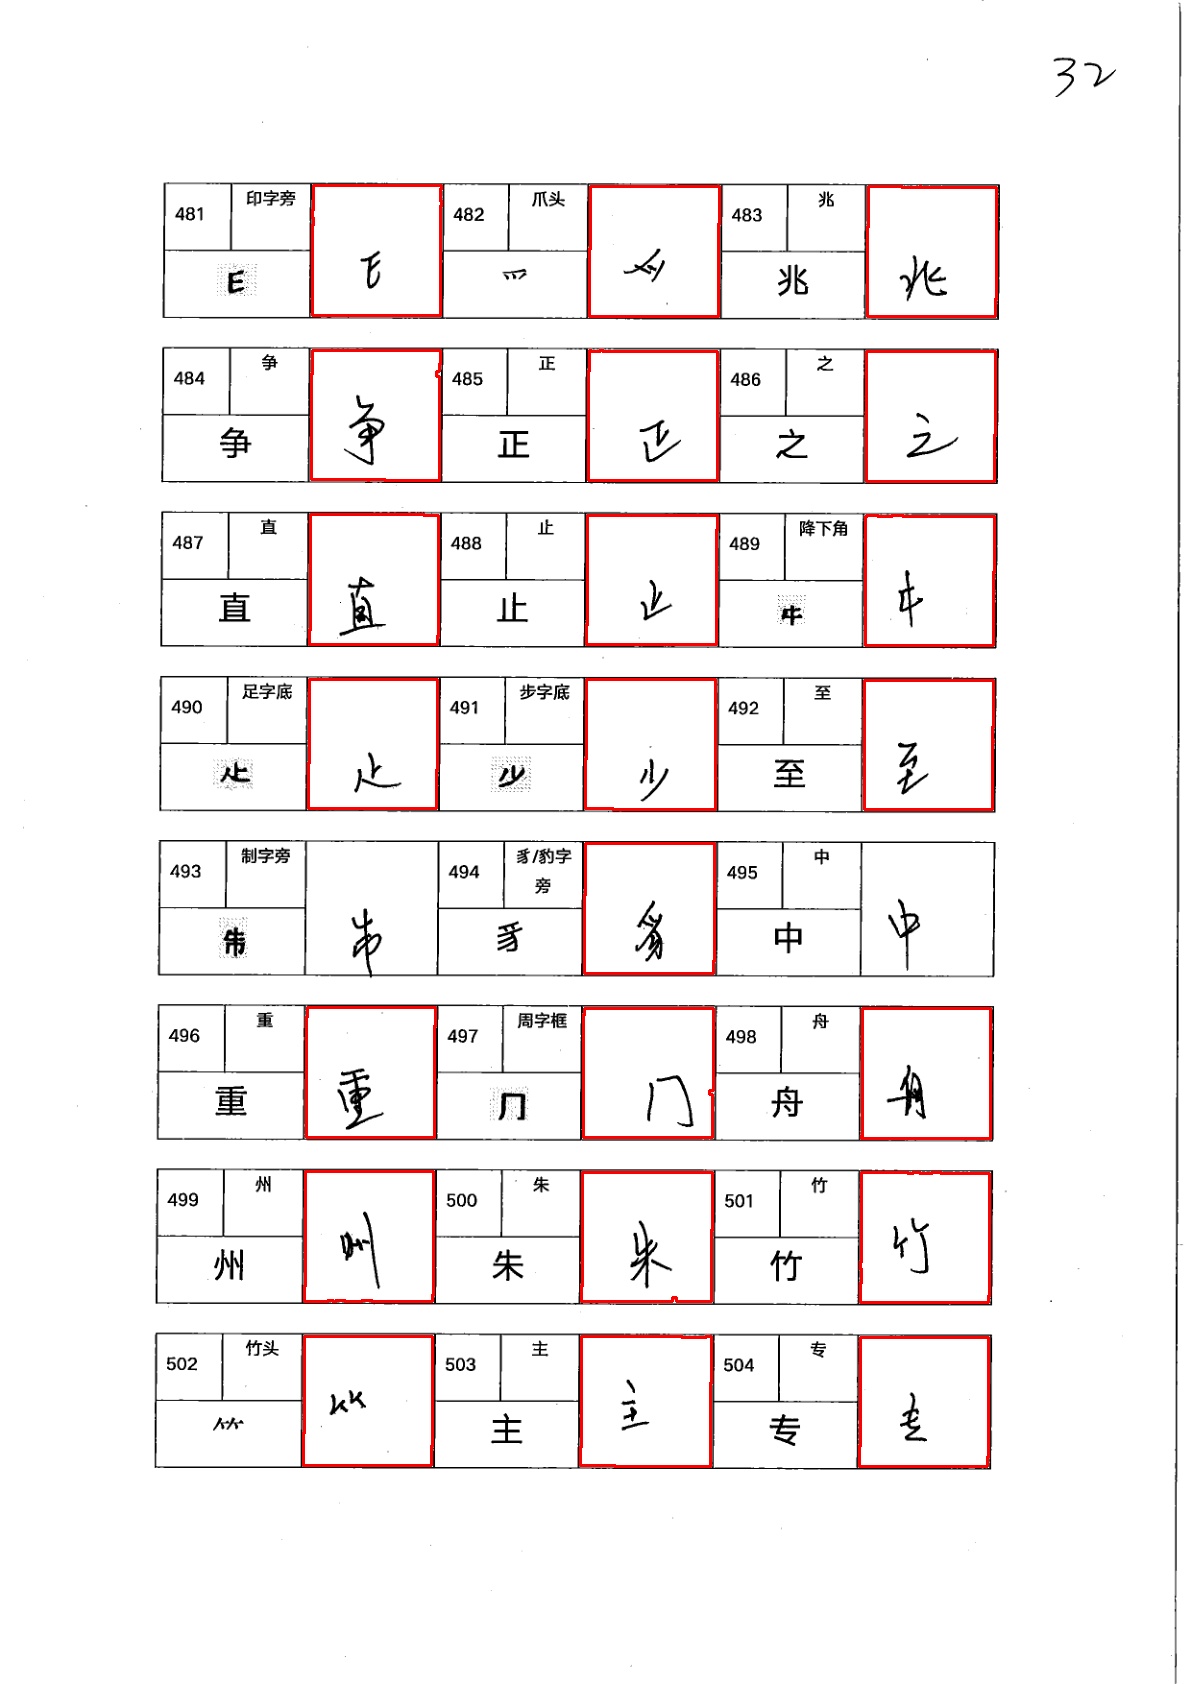 32
481 印字旁 482 爪头 483 兆
E E 爫 爫 兆 兆
484 争 485 正 486 之
争 争 正 正 之 之
487 直 488 止 489 降下角
直 直 止 止 㐄 㐄
490 足字底 491 步字底 492 至
龰 龰 少 少 至 至
493 制字旁 494 豸/豹字旁 495 中
豸 豸 中 中
496 重 497 周字框 498 舟
重 重 ⺆ 冂 舟 舟
499 州 500 朱 501 竹
州 州 朱 朱 竹 竹
502 竹头 503 主 504 专
⺮ ⺮ 主 主 专 专